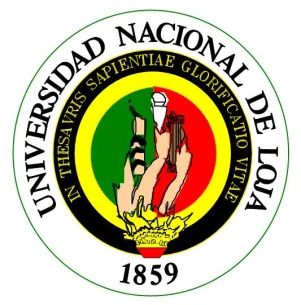 UNIVERSIDAD NACIONAL DE LOJA
IN THESAVRIS SAPIENTIAE GLORIFICATIO VITAE
1859